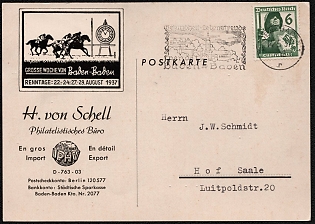 GROSSE WOCHE VON Baden-Baden
RENNTAGE: 22.-24.-27.-29. AUGUST 1937
H. von Schell
Philatelistisches Büro
En gros En détail
Import Export
D-763-03
Postscheckkonto: Berlin 120577
Bankkonto: Städtische Sparkasse
Baden-Baden Kto. Nr. 2077
POSTKARTE
Baden-Baden
Deutsches Reich
6
Herrn
J.W.Schmidt
Hof Saale
Luitpoldstr.20